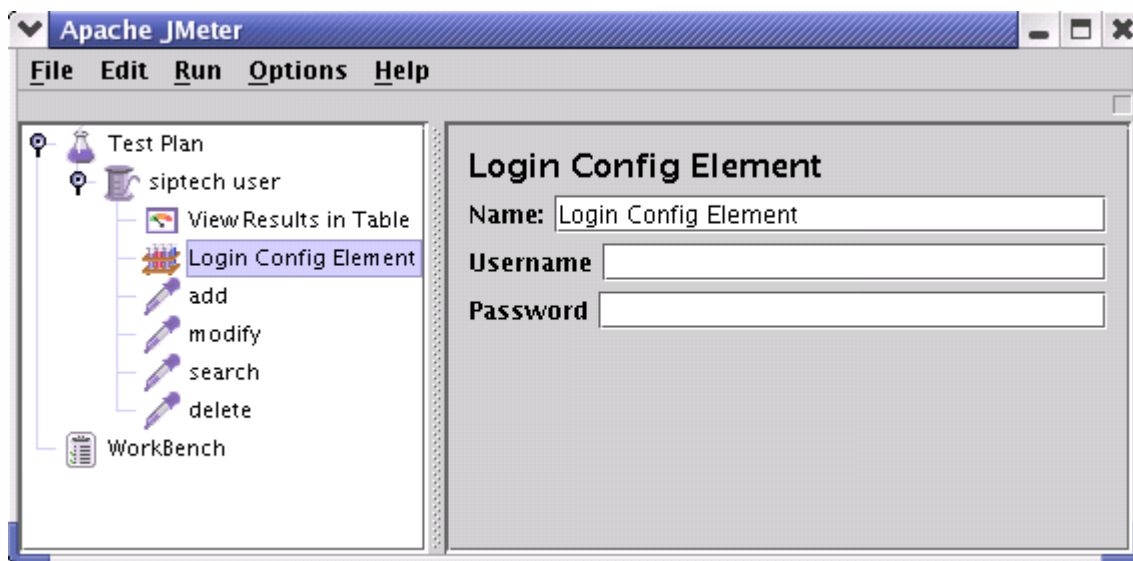 Apache JMeter
File Edit Run Options Help
Test Plan
siptech user
View Results in Table
Login Config Element
add
modify
search
delete
WorkBench
Login Config Element
Name: Login Config Element
Username
Password